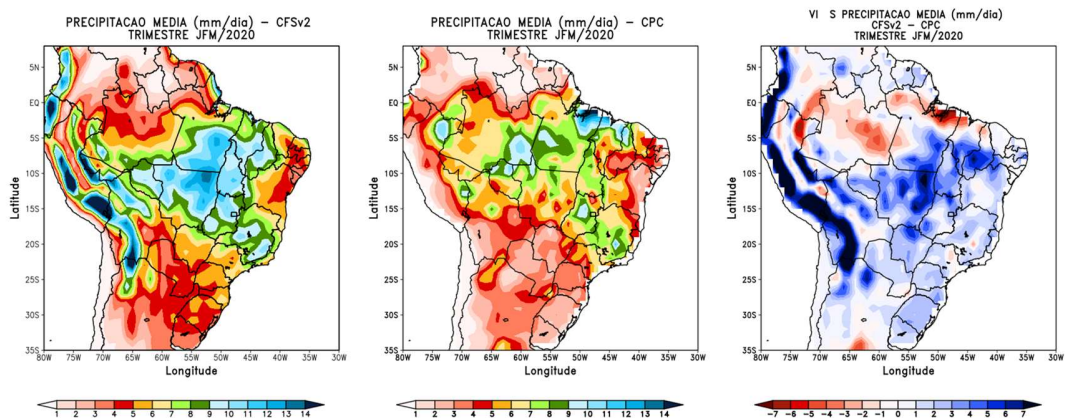 PRECIPITACAO MEDIA (mm/dia) – CFSv2
TRIMESTRE JFM/2020
5N
EQ
5S
10S
15S
20S
25S
30S
35S
80W 75W 70W 65W 60W 55W 50W 45W 40W 35W 30W
Latitude
Longitude
1 2 3 4 5 6 7 8 9 10 11 12 13 14
PRECIPITAÇÃO MEDIA (mm/dia) – CPC
TRIMESTRE JFM/2020
5N
EQ
5S
10S
15S
20S
25S
30S
35S
80W 75W 70W 65W 60W 55W 50W 45W 40W 35W 30W
Latitude
Longitude
1 2 3 4 5 6 7 8 9 10 11 12 13 14
VI S PRECIPITACAO MEDIA (mm/dia)
CFSv2 – CPC
TRIMESTRE JFM/2020
5N
EQ
5S
10S
15S
20S
25S
30S
35S
80W 75W 70W 65W 60W 55W 50W 45W 40W 35W 30W
Latitude
Longitude
-7 -6 -5 -4 -3 -2 -1 1 2 3 4 5 6 7